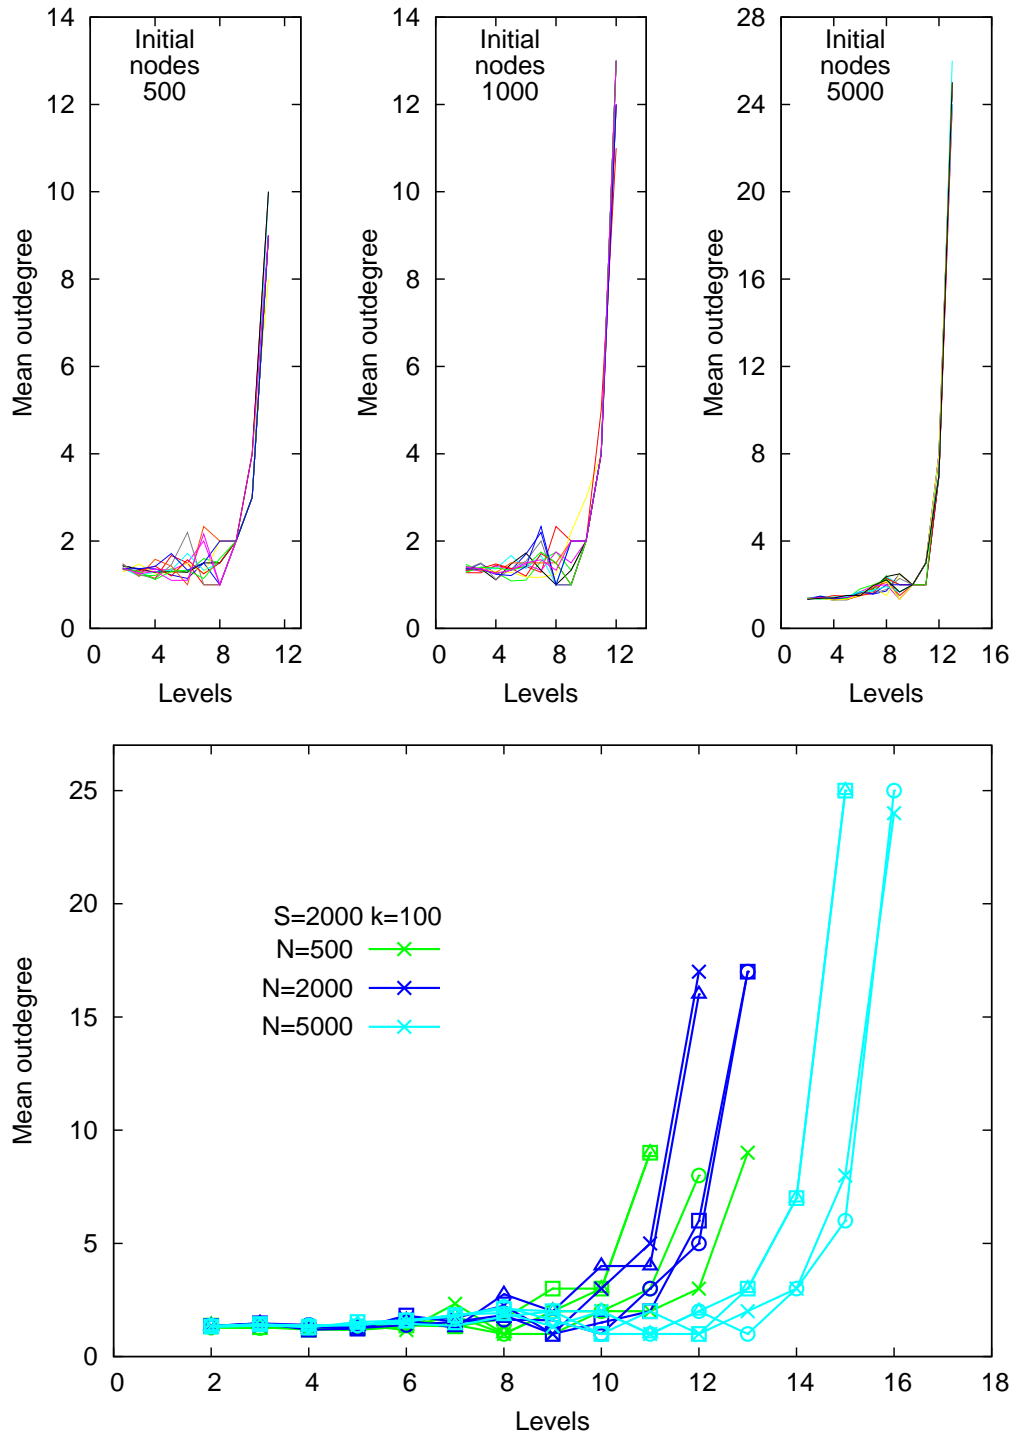 Initial
nodes
500
Mean outdegree
14
12
10
8
6
4
2
0
0 4 8 12
Levels
Initial
nodes
1000
Mean outdegree
14
12
10
8
6
4
2
0
0 4 8 12
Levels
Initial
nodes
5000
Mean outdegree
28
24
20
16
12
8
4
0
0 4 8 12 16
Levels
Mean outdegree
25
20
15
10
5
0
S=2000 k=100
N=500
N=2000
N=5000
0 2 4 6 8 10 12 14 16 18
Levels